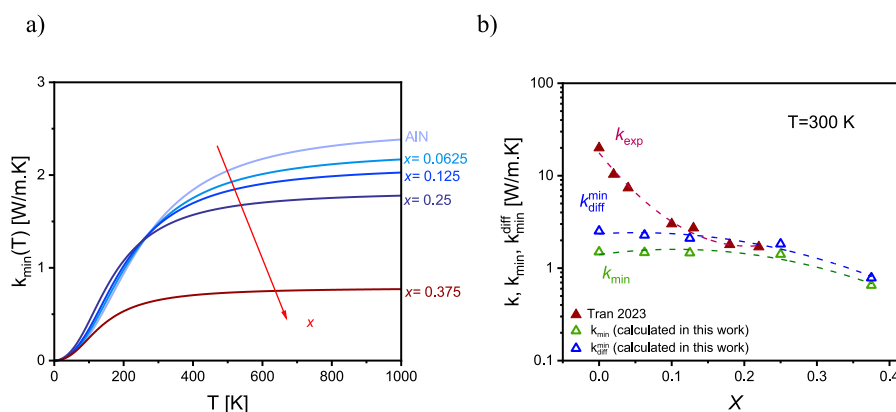 a)
b)
3
2
1
0
0
200
400
600
800
1000
k_min(T) [W/m.K]
T [K]
AlN
x= 0.0625
x= 0.125
x= 0.25
x= 0.375
x
100
10
1
0.1
0.0
0.1
0.2
0.3
0.4
k, k_min, k_min^diff [W/m.K]
X
T=300 K
k_exp
k_diff^min
k_min
Tran 2023
k_min (calculated in this work)
k_diff^min (calculated in this work)